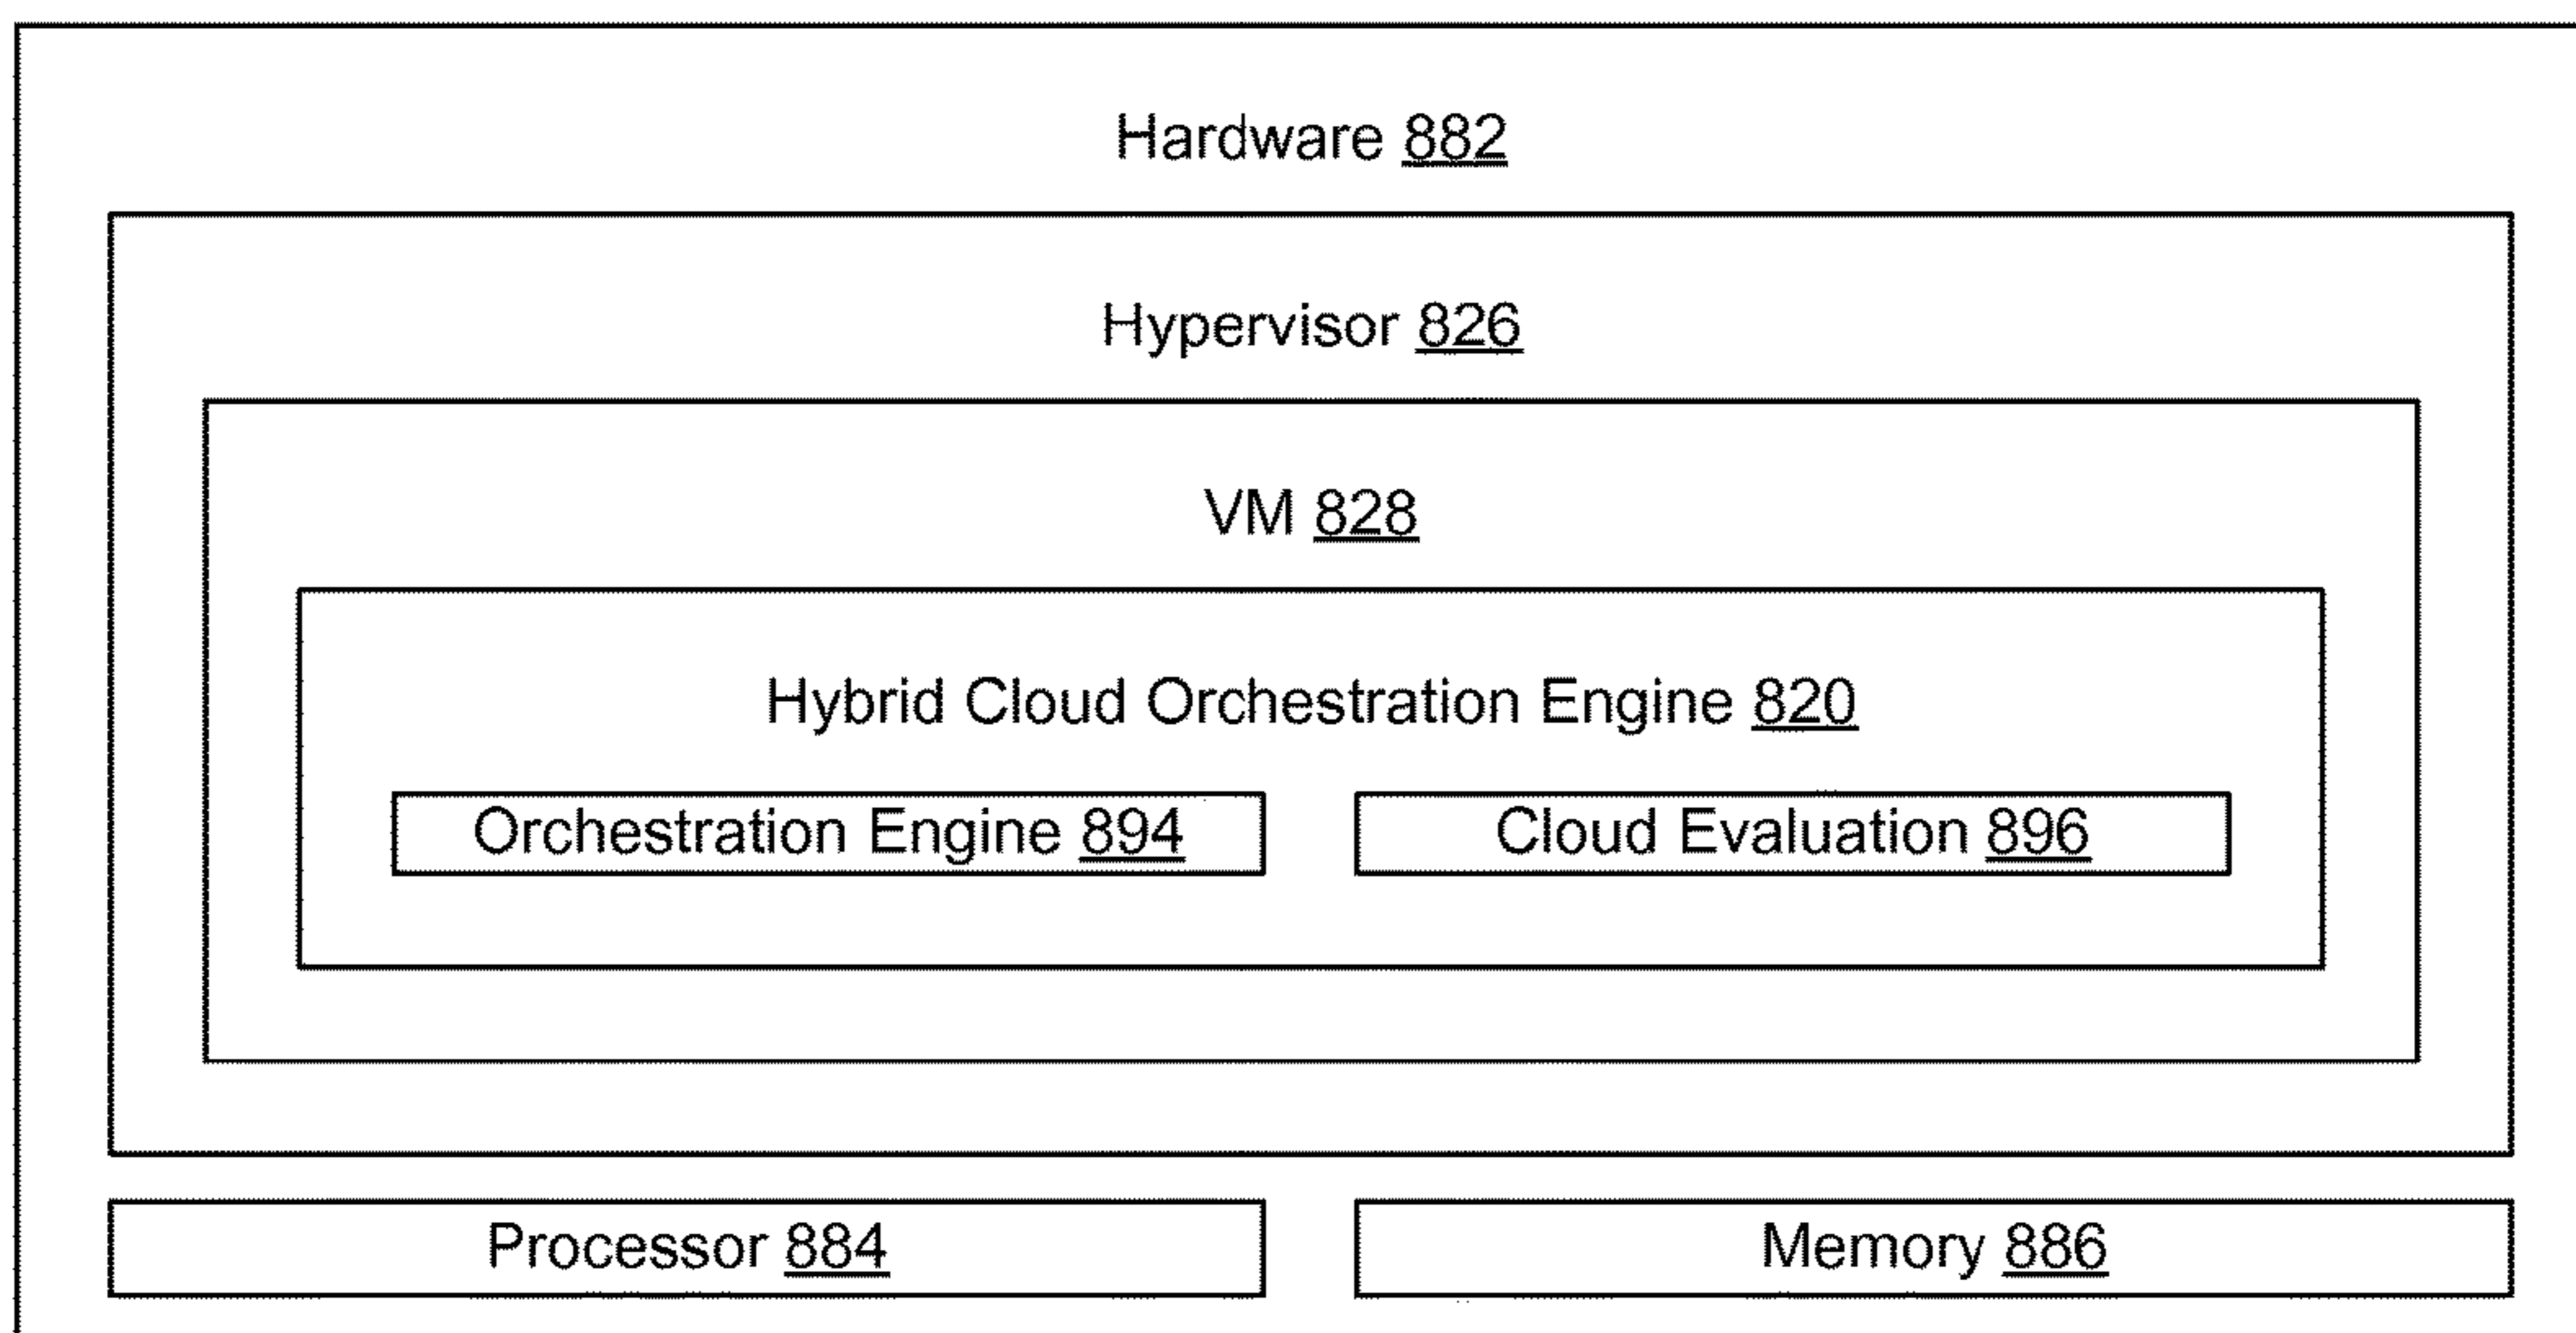 Hardware 882
Hypervisor 826
VM 828
Hybrid Cloud Orchestration Engine 820
Orchestration Engine 894
Cloud Evaluation 896
Processor 884
Memory 886